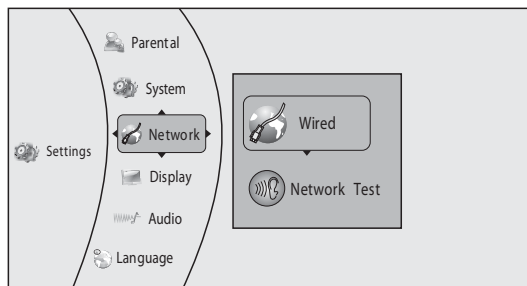 Settings
Parental
System
Network
Display
Audio
Language
Wired
Network Test